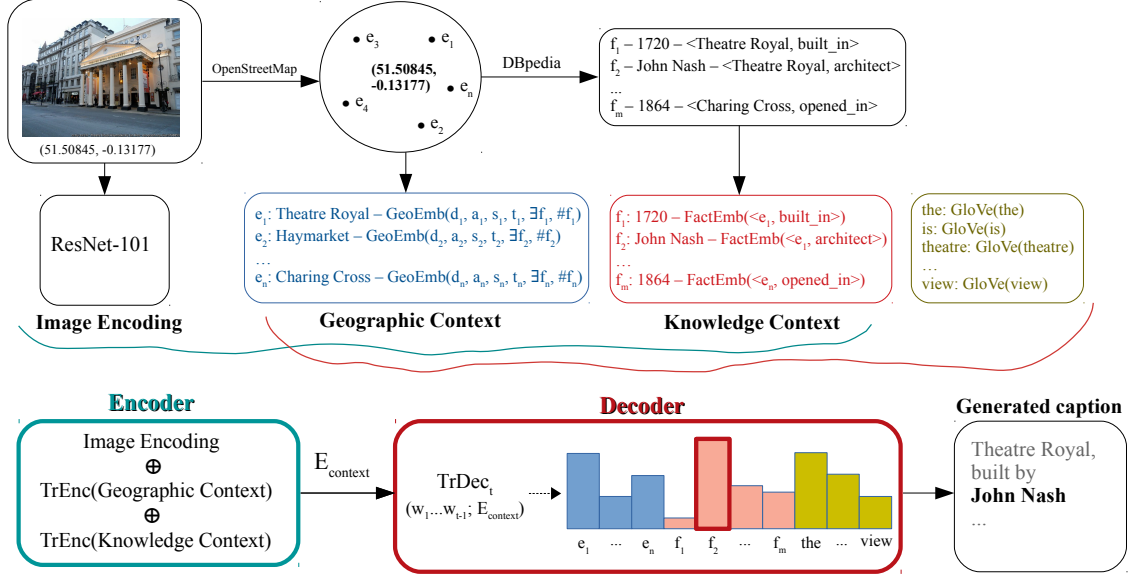 (51.50845, -0.13177)
OpenStreetMap
e3
e1
(51.50845,
-0.13177)
en
e4
e2
DBpedia
f1 – 1720 – <Theatre Royal, built_in>
f2 – John Nash – <Theatre Royal, architect>
...
fm – 1864 – <Charing Cross, opened_in>
ResNet-101
Image Encoding
e1: Theatre Royal – GeoEmb(d1, a1, s1, t1, ∃f1, #f1)
e2: Haymarket – GeoEmb(d2, a2, s2, t2, ∃f2, #f2)
…
en: Charing Cross – GeoEmb(dn, an, sn, tn, ∃fn, #fn)
Geographic Context
f1: 1720 – FactEmb(<e1, built_in>)
f2: John Nash – FactEmb(<e1, architect>)
…
fm: 1864 – FactEmb(<en, opened_in>)
Knowledge Context
the: GloVe(the)
is: GloVe(is)
theatre: GloVe(theatre)
…
view: GloVe(view)
Encoder
Image Encoding
⊕
TrEnc(Geographic Context)
⊕
TrEnc(Knowledge Context)
Econtext
Decoder
TrDect
(w1...wt-1; Econtext)
e1 ... en f1 f2 ... fm the ... view
Generated caption
Theatre Royal,
built by
John Nash
...